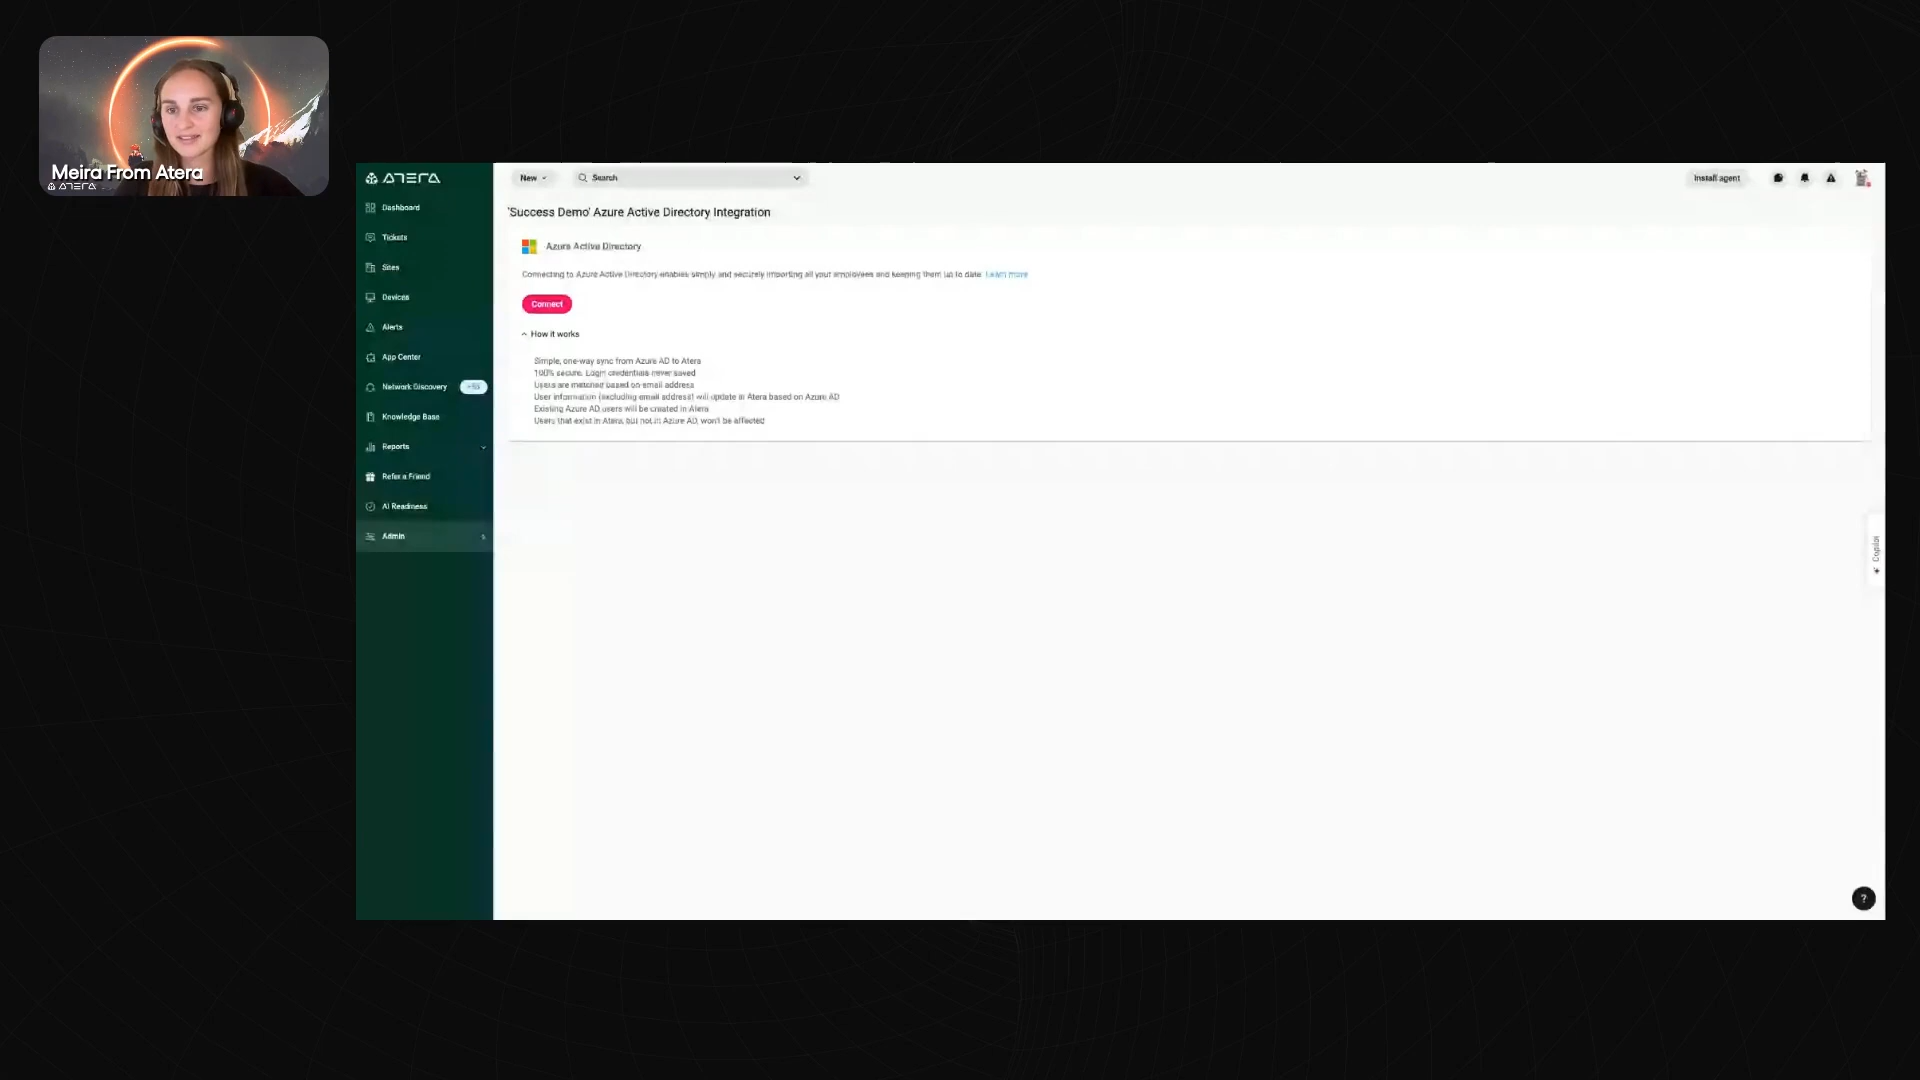 Meira From Atera
ATERA
ATERA
New
Search
Install agent
Dashboard
Tickets
Sites
Devices
Alerts
App Center
Network Discovery
Knowledge Base
Reports
Refer a Friend
AI Readiness
Admin
'Success Demo' Azure Active Directory Integration
Azure Active Directory
Connecting to Azure Active Directory enables simply and securely importing all your employees and keeping them up to date. Learn more
Connect
How it works
Simple, one-way sync from Azure AD to Atera
100% secure. Login credentials never saved
Users are matched based on email address
User information (excluding email address) will update in Atera based on Azure AD
Existing Azure AD users will be created in Atera
Users that exist in Atera, but not in Azure AD, won't be affected
Copilot
?